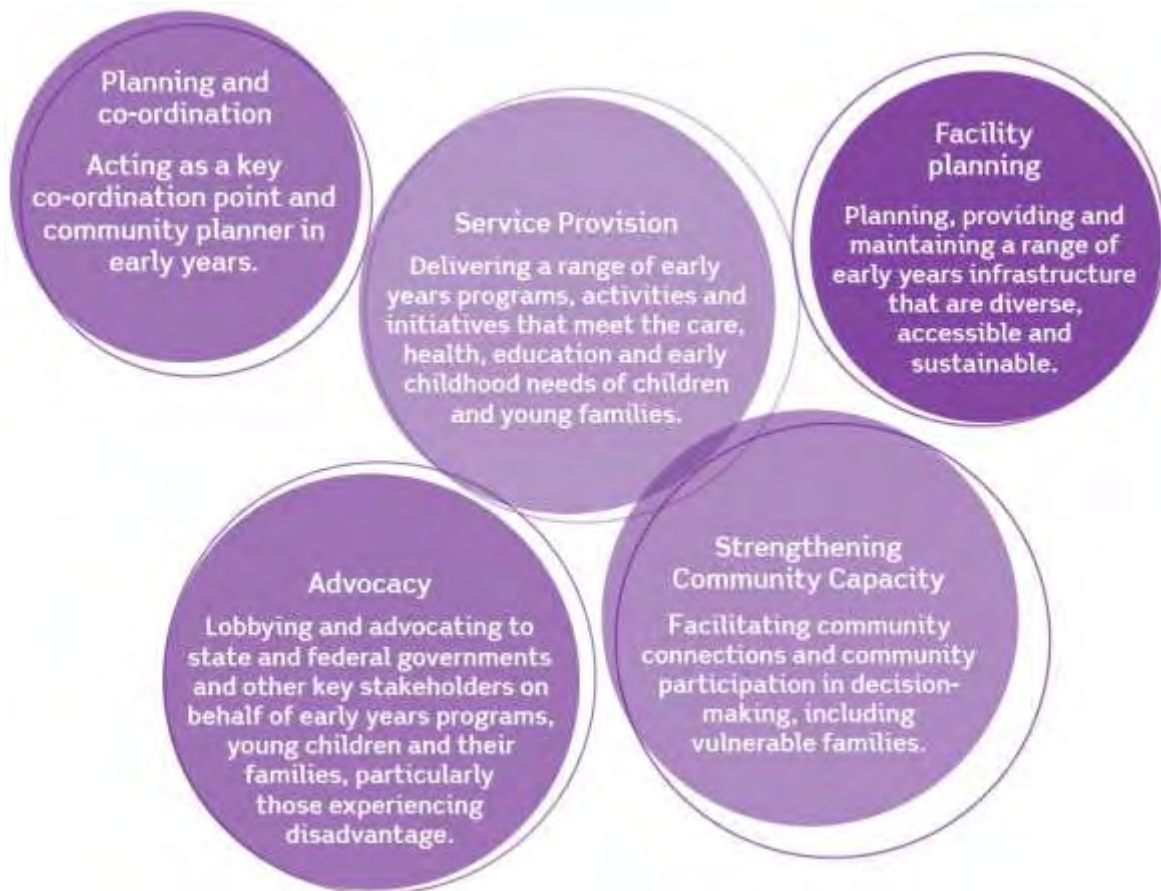 Planning and
co-ordination
Acting as a key
co-ordination point and
community planner in
early years.
Service Provision
Delivering a range of early
years programs, activities and
initiatives that meet the care,
health, education and early
childhood needs of children
and young families.
Facility
planning
Planning, providing and
maintaining a range of
early years infrastructure
that are diverse,
accessible and
sustainable.
Advocacy
Lobbying and advocating to
state and federal governments
and other key stakeholders on
behalf of early years programs,
young children and their
families, particularly
those experiencing
disadvantage.
Strengthening
Community Capacity
Facilitating community
connections and community
participation in decision-
making, including
vulnerable families.